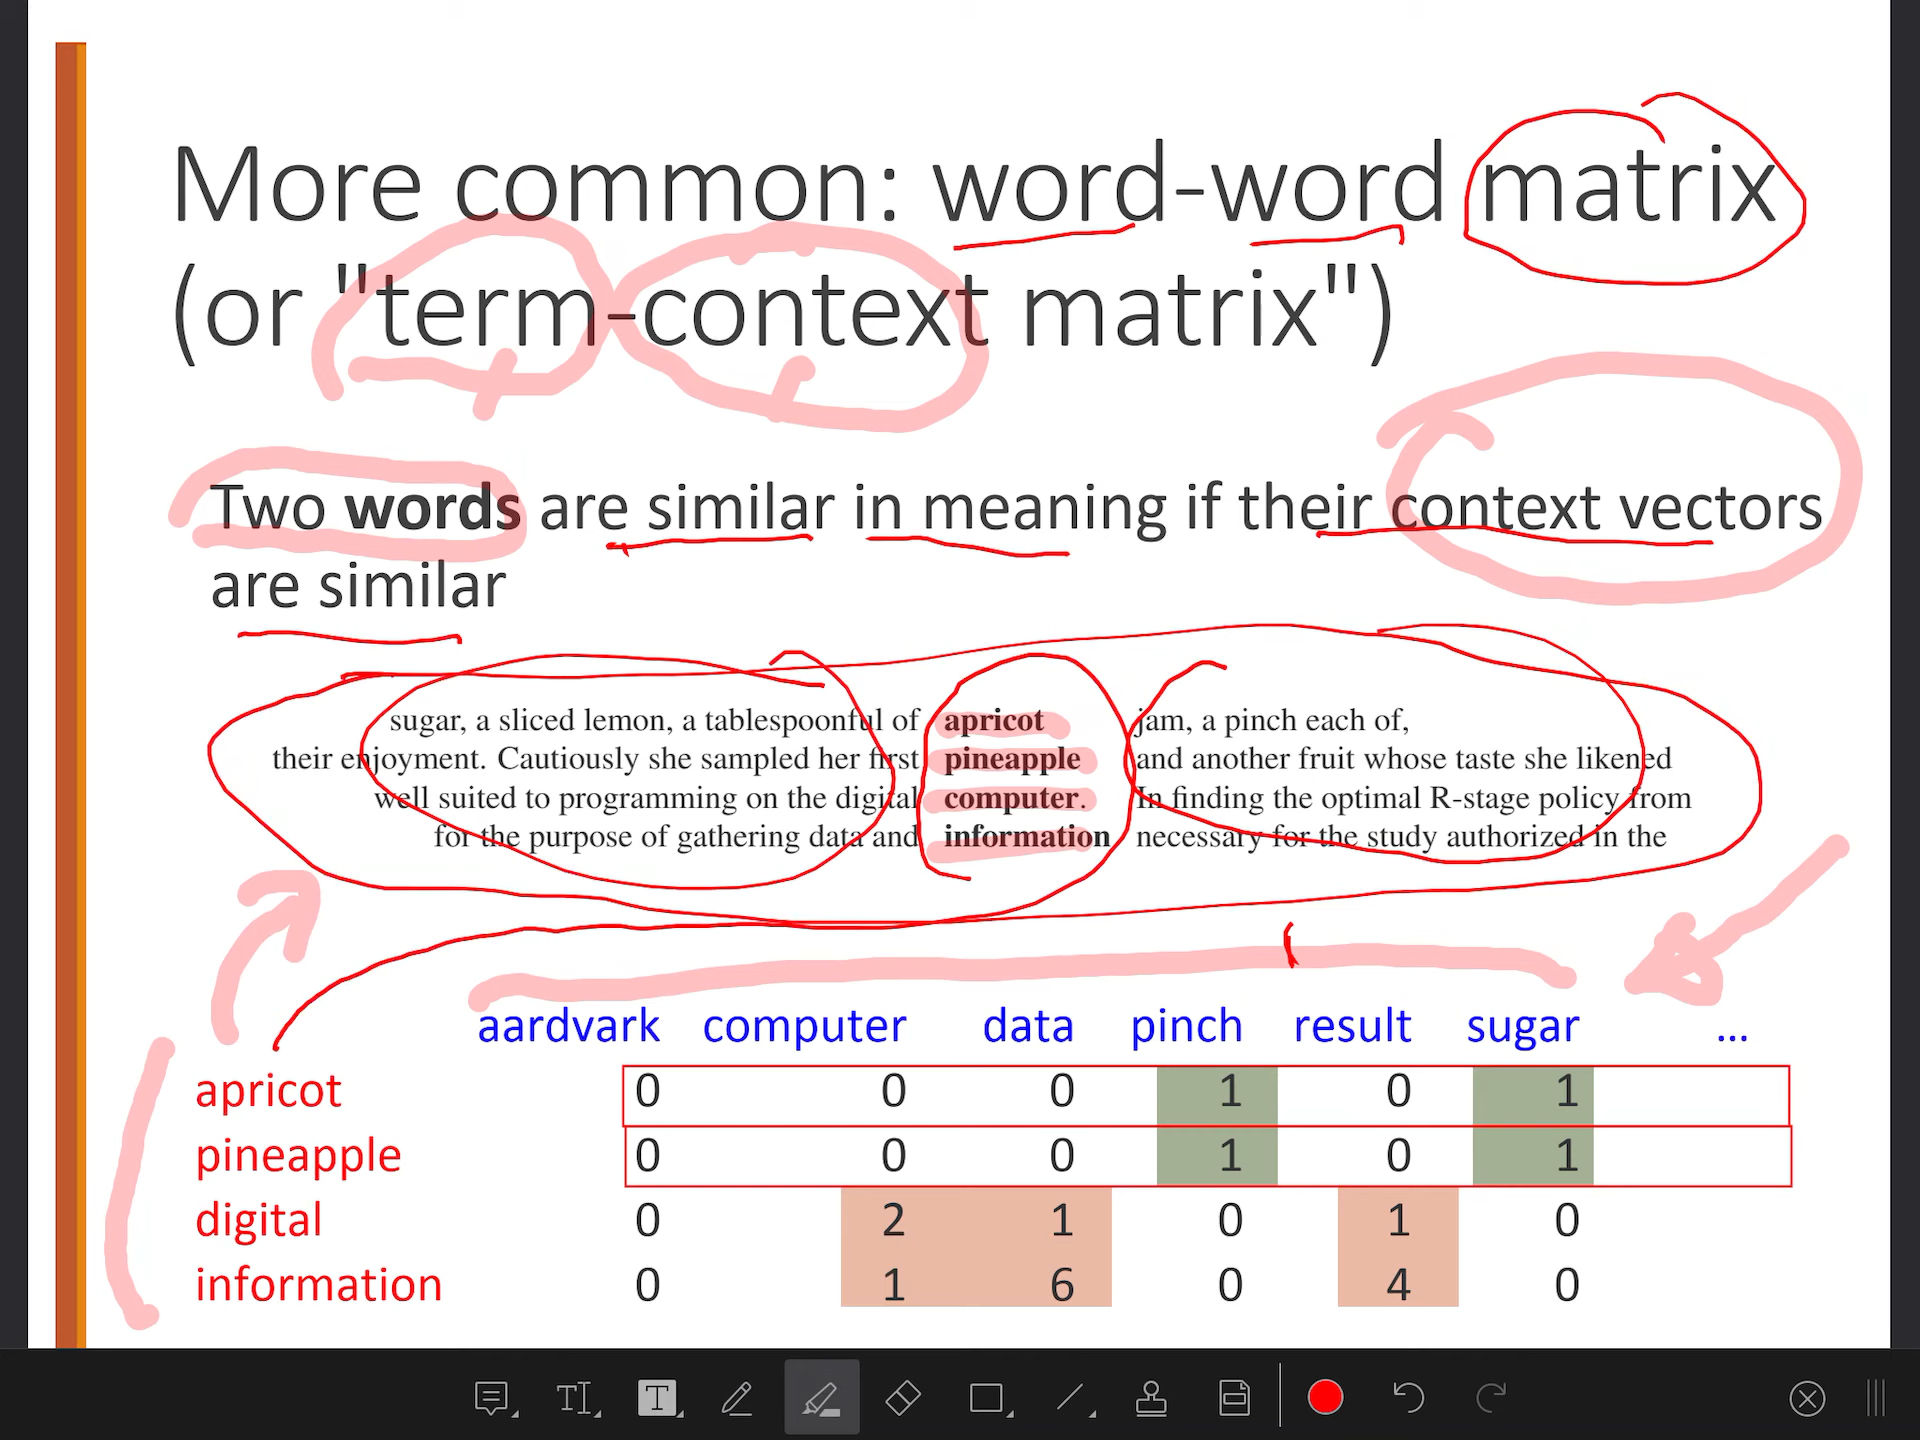 More common: word-word matrix
(or "term-context matrix")
Two words are similar in meaning if their context vectors
are similar
sugar, a sliced lemon, a tablespoonful of apricot jam, a pinch each of,
their enjoyment. Cautiously she sampled her first pineapple and another fruit whose taste she likened
well suited to programming on the digital computer. In finding the optimal R-stage policy from
for the purpose of gathering data and information necessary for the study authorized in the
aardvark computer data pinch result sugar …
apricot 0 0 0 1 0 1
pineapple 0 0 0 1 0 1
digital 0 2 1 0 1 0
information 0 1 6 0 4 0